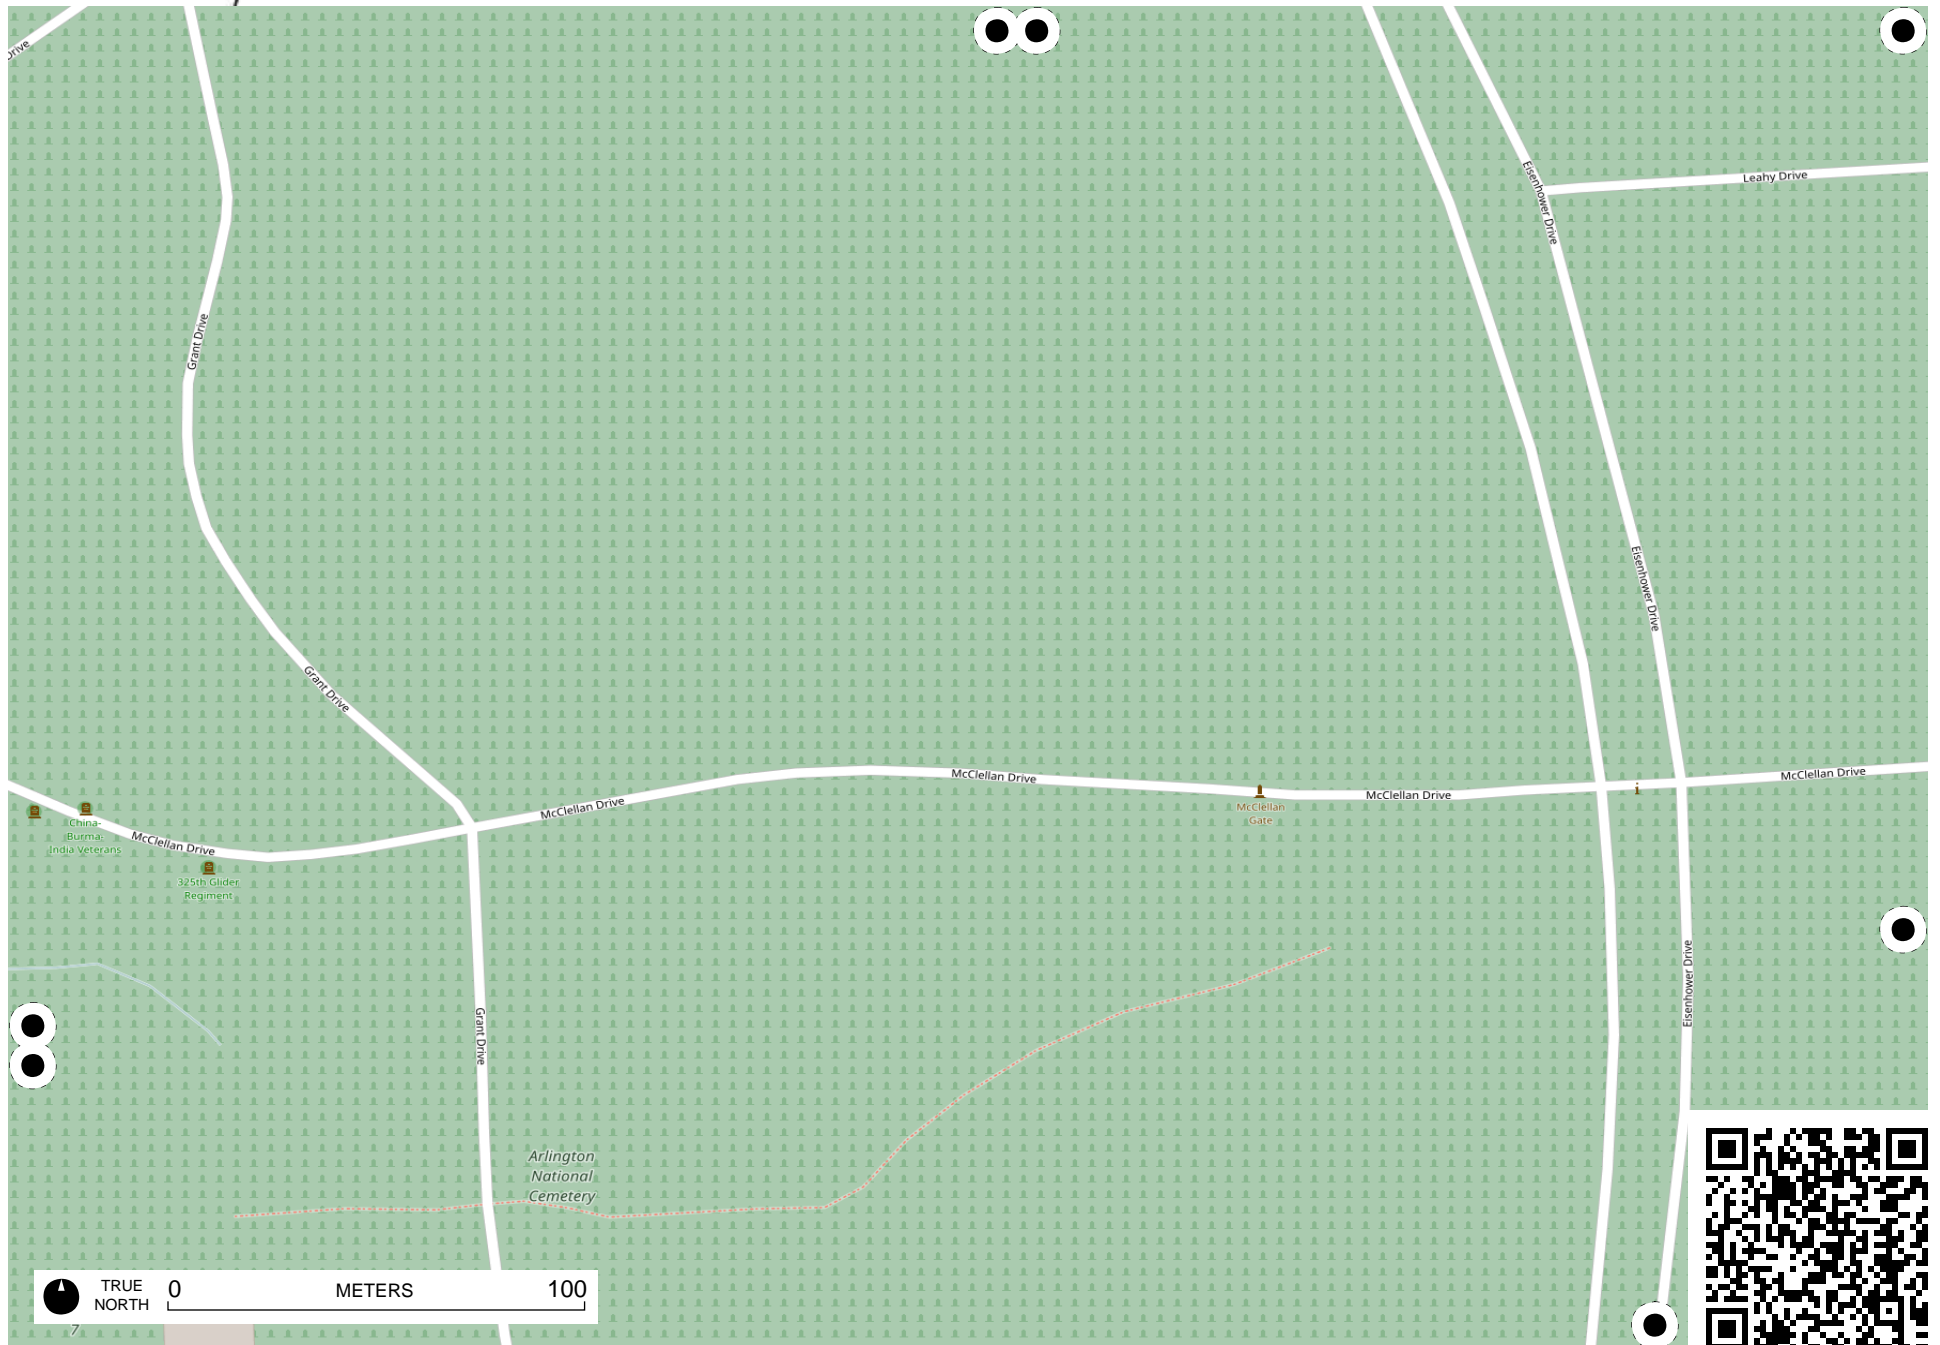 Drive
Leahy Drive
Eisenhower Drive
Grant Drive
Eisenhower Drive
Grant Drive
McClellan Drive
McClellan Drive
McClellan Drive
McClellan Drive
McClellan
Gate
i
China-
Burma-
India Veterans
McClellan Drive
325th Glider
Regiment
Eisenhower Drive
Grant Drive
Arlington
National
Cemetery
TRUE
NORTH
0
METERS
100
7